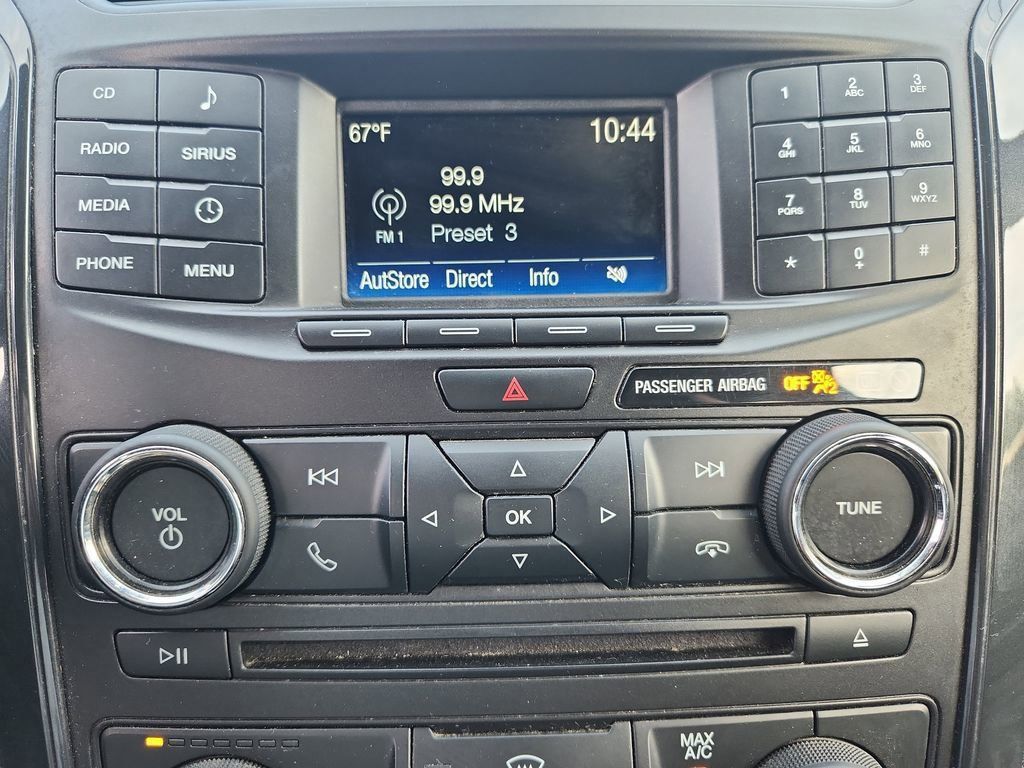 CD
RADIO
SIRIUS
MEDIA
PHONE
MENU
67°F 10:44
99.9
99.9 MHz
FM 1 Preset 3
AutoStore Direct Info
1 2 ABC 3 DEF
4 GHI 5 JKL 6 MNO
7 PQRS 8 TUV 9 WXYZ
* 0 + #
PASSENGER AIRBAG OFF 2
VOL
OK
TUNE
MAX
A/C